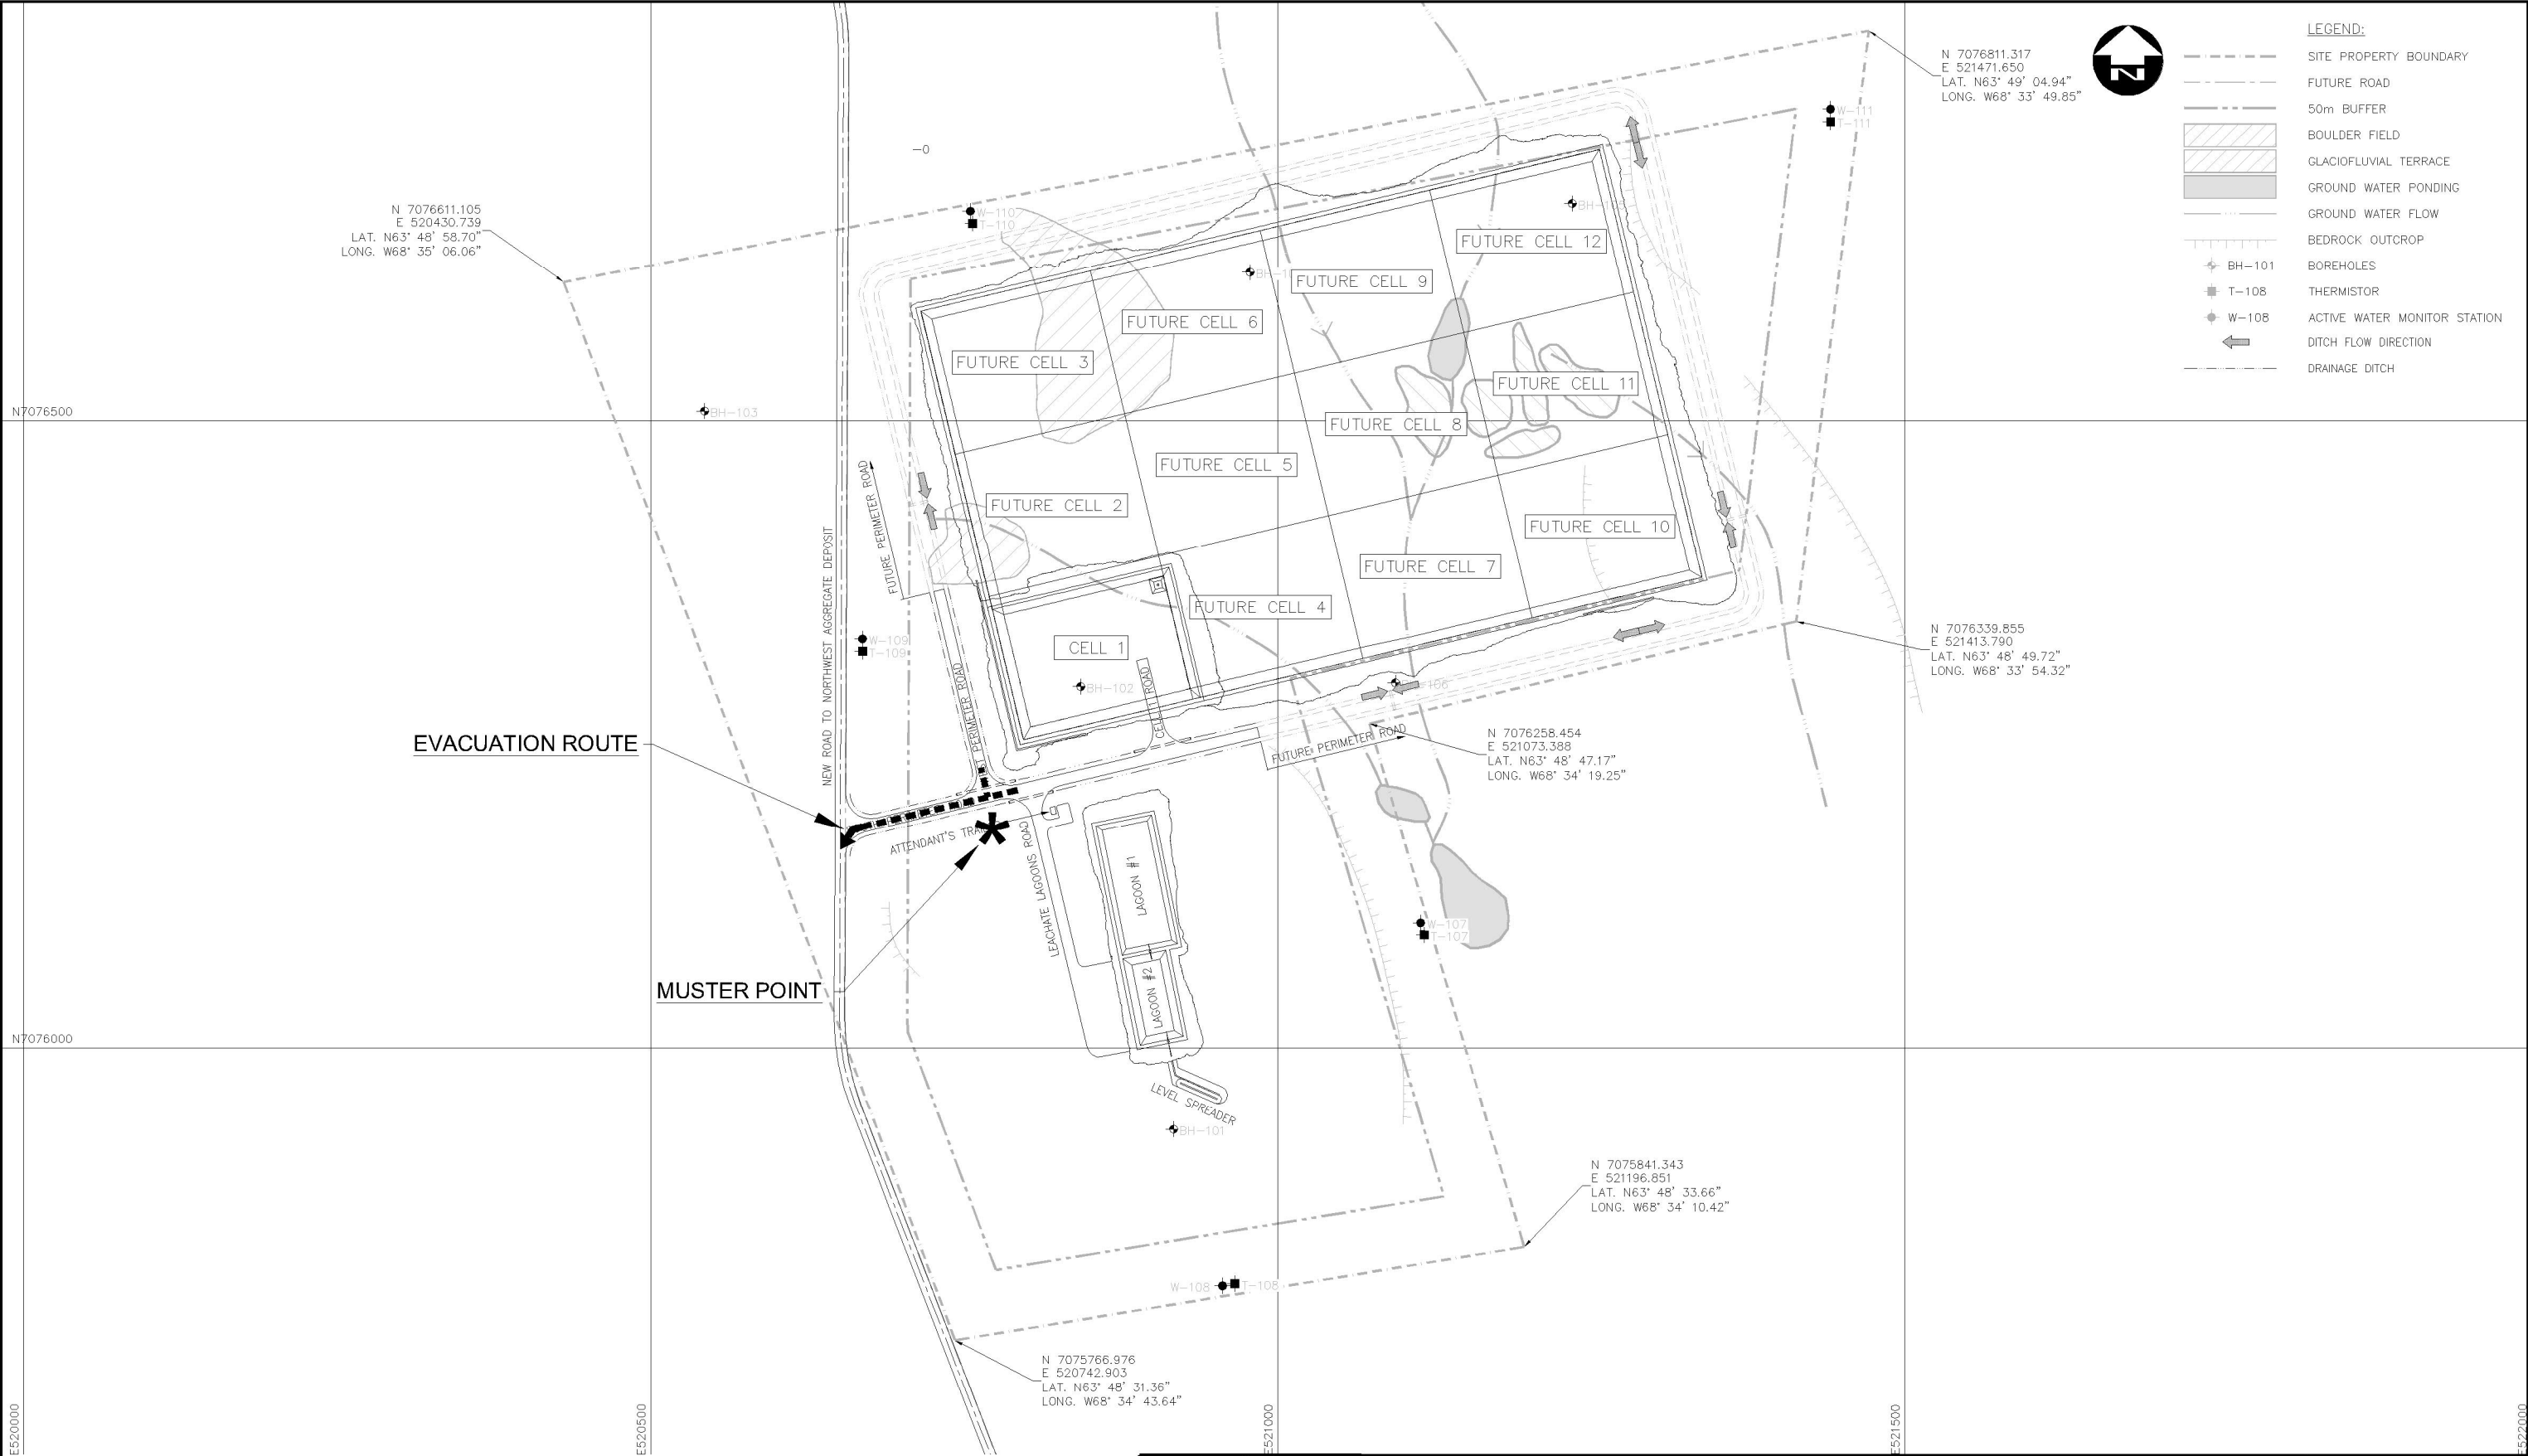 LEGEND:
SITE PROPERTY BOUNDARY
FUTURE ROAD
50m BUFFER
BOULDER FIELD
GLACIOFLUVIAL TERRACE
GROUND WATER PONDING
GROUND WATER FLOW
BEDROCK OUTCROP
BH-101 BOREHOLES
T-108 THERMISTOR
W-108 ACTIVE WATER MONITOR STATION
DITCH FLOW DIRECTION
DRAINAGE DITCH
N
N 7076811.317
E 521471.650
LAT. N63° 49' 04.94"
LONG. W68° 33' 49.85"
W-111
T-111
-0
N 7076611.105
E 520430.739
LAT. N63° 48' 58.70"
LONG. W68° 35' 06.06"
W-110
T-110
FUTURE CELL 12
FUTURE CELL 9
FUTURE CELL 6
FUTURE CELL 3
FUTURE CELL 11
FUTURE CELL 8
FUTURE CELL 5
FUTURE CELL 2
FUTURE CELL 10
FUTURE CELL 7
FUTURE CELL 4
CELL 1
N7076500
BH-103
NEW ROAD TO NORTHWEST AGGREGATE DEPOSIT
FUTURE PERIMETER ROAD
W-109
T-109
PERIMETER ROAD
BH-102
CELL 1 ROAD
FUTURE PERIMETER ROAD
N 7076339.855
E 521413.790
LAT. N63° 48' 49.72"
LONG. W68° 33' 54.32"
N 7076258.454
E 521073.388
LAT. N63° 48' 47.17"
LONG. W68° 34' 19.25"
EVACUATION ROUTE
ATTENDANT'S
LEACHATE LAGOONS ROAD
LAGOON #1
LAGOON #2
MUSTER POINT
W-107
T-107
N7076000
LEVEL SPREADER
BH-101
N 7075841.343
E 521196.851
LAT. N63° 48' 33.66"
LONG. W68° 34' 10.42"
W-108
T-108
N 7075766.976
E 520742.903
LAT. N63° 48' 31.36"
LONG. W68° 34' 43.64"
E520000
E520500
E521000
E521500
E522000